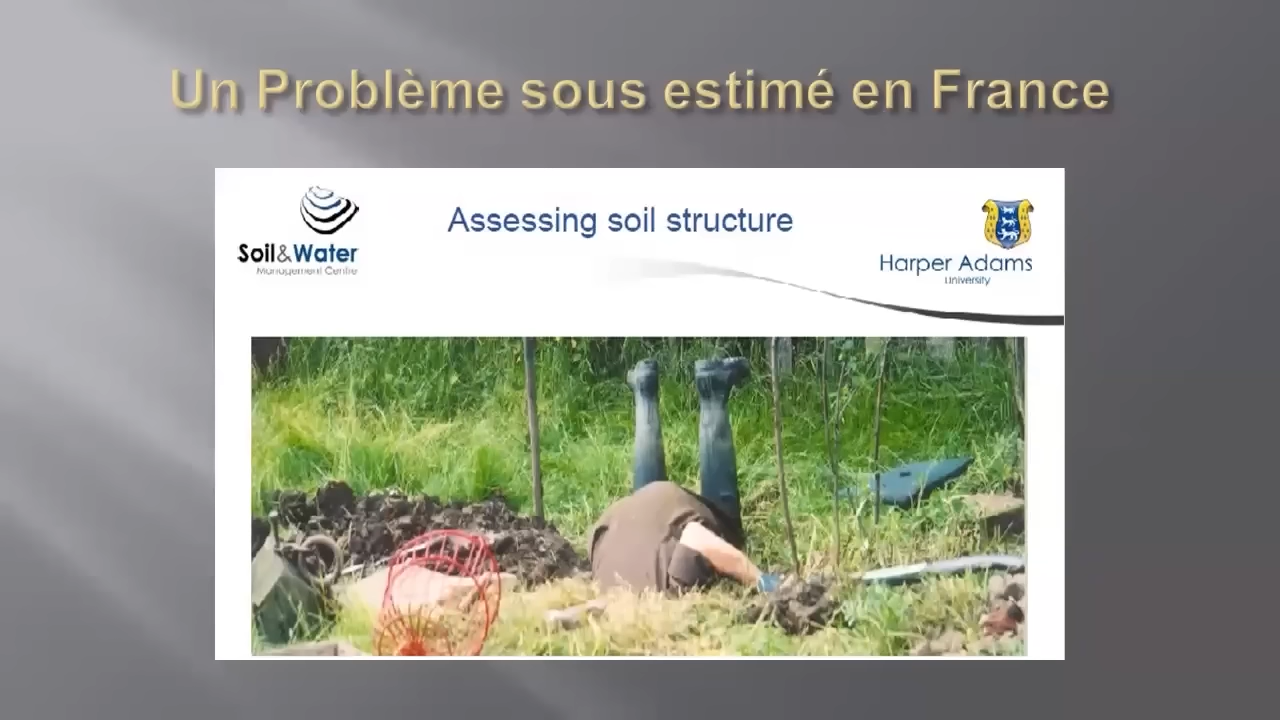 Un Problème sous estimé en France
Assessing soil structure
Soil&Water
Management Centre
Harper Adams
University